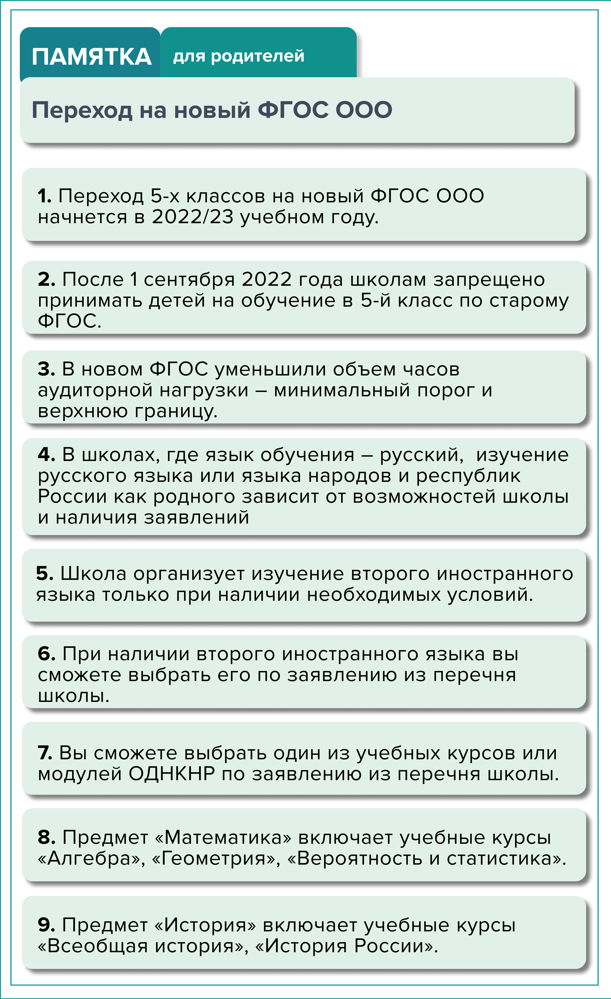 ПАМЯТКА для родителей
Переход на новый ФГОС ООО
1. Переход 5-х классов на новый ФГОС ООО
начнется в 2022/23 учебном году.
2. После 1 сентября 2022 года школам запрещено
принимать детей на обучение в 5-й класс по старому
ФГОС.
3. В новом ФГОС уменьшили объем часов
аудиторной нагрузки – минимальный порог и
верхнюю границу.
4. В школах, где язык обучения – русский,  изучение
русского языка или языка народов и республик
России как родного зависит от возможностей школы
и наличия заявлений
5. Школа организует изучение второго иностранного
языка только при наличии необходимых условий.
6. При наличии второго иностранного языка вы
сможете выбрать его по заявлению из перечня
школы.
7. Вы сможете выбрать один из учебных курсов или
модулей ОДНКНР по заявлению из перечня школы.
8. Предмет «Математика» включает учебные курсы
«Алгебра», «Геометрия», «Вероятность и статистика».
9. Предмет «История» включает учебные курсы
«Всеобщая история», «История России».